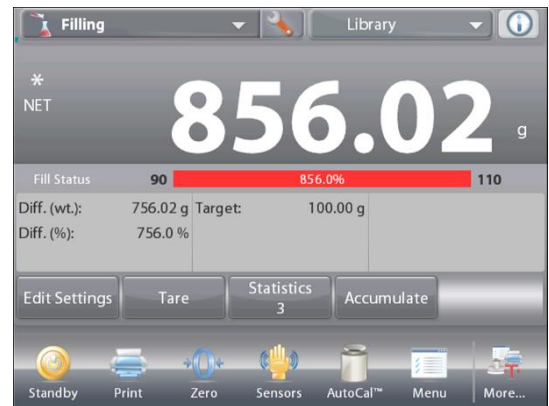 Filling Library
*
NET 856.02 g
Fill Status 90 856.0% 110
Diff. (wt.): 756.02 g Target: 100.00 g
Diff. (%): 756.0 %
Edit Settings Tare Statistics Accumulate
3
Standby Print Zero Sensors AutoCal™ Menu More...